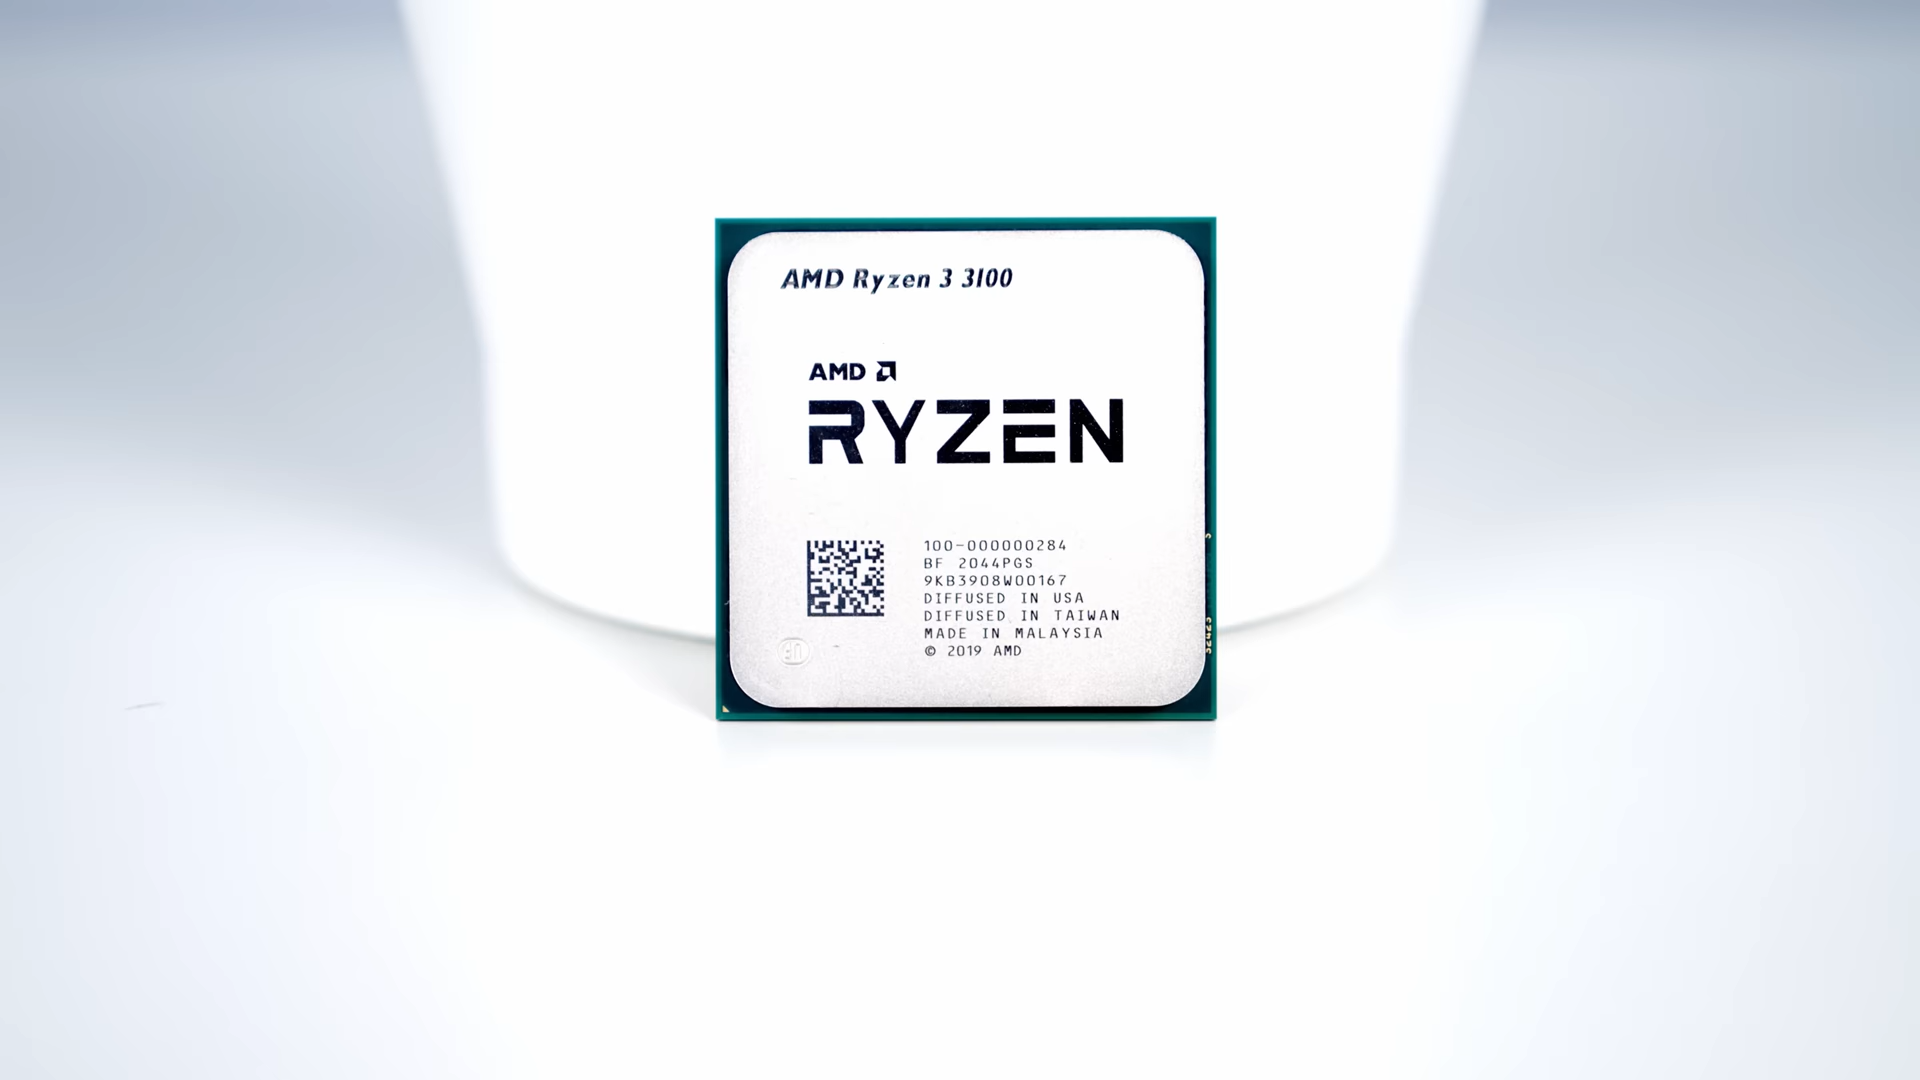 AMD Ryzen 3 3100
AMD
RYZEN
100-000000284
BF 2044PGS
9KB3908W00167
DIFFUSED IN USA
DIFFUSED IN TAIWAN
MADE IN MALAYSIA
© 2019 AMD